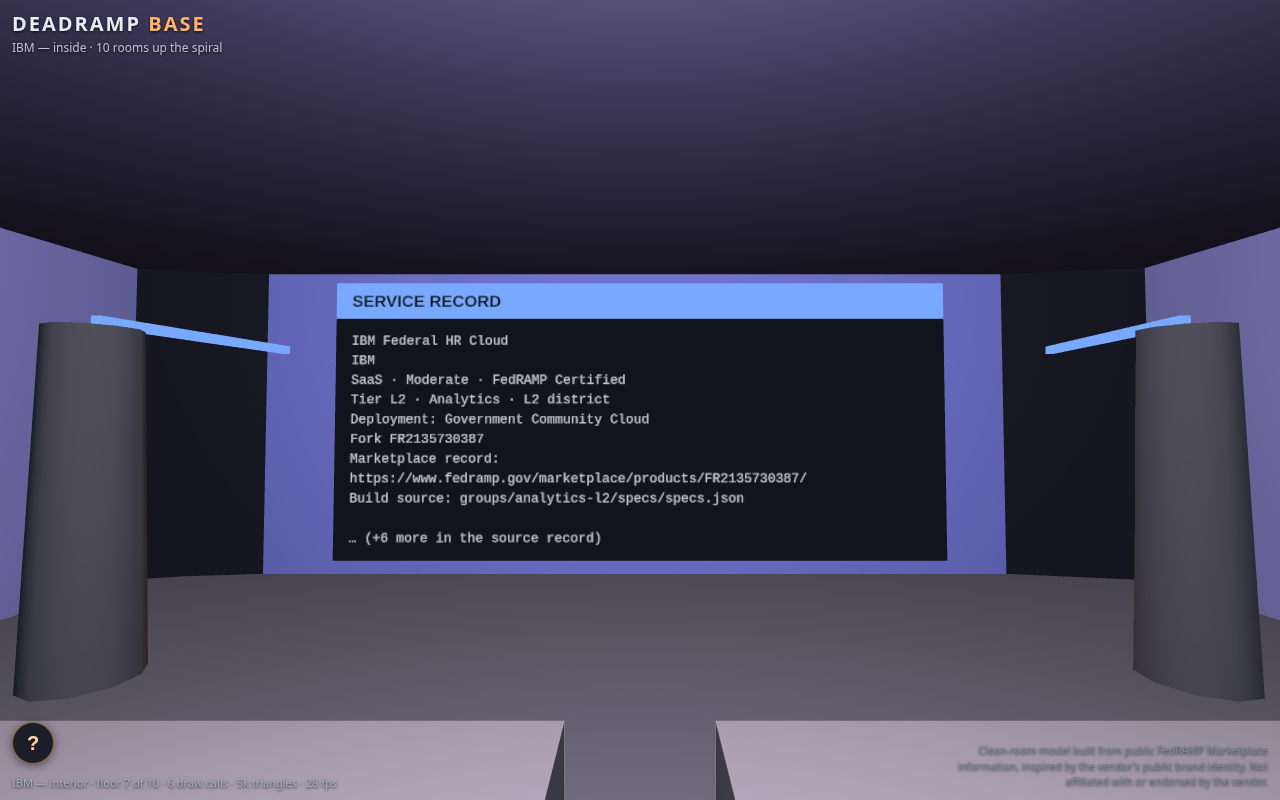 DEADRAMP BASE
IBM — inside · 10 rooms up the spiral
SERVICE RECORD
IBM Federal HR Cloud
IBM
SaaS · Moderate · FedRAMP Certified
Tier L2 · Analytics · L2 district
Deployment: Government Community Cloud
Fork FR2135730387
Marketplace record:
https://www.fedramp.gov/marketplace/products/FR2135730387/
Build source: groups/analytics-l2/specs/specs.json
… (+6 more in the source record)
?
IBM — interior · floor 7 of 10 · 6 draw calls · 5k triangles · 28 fps
Clean-room model built from public FedRAMP Marketplace
information, inspired by the vendor's public brand identity. Not
affiliated with or endorsed by the vendor.